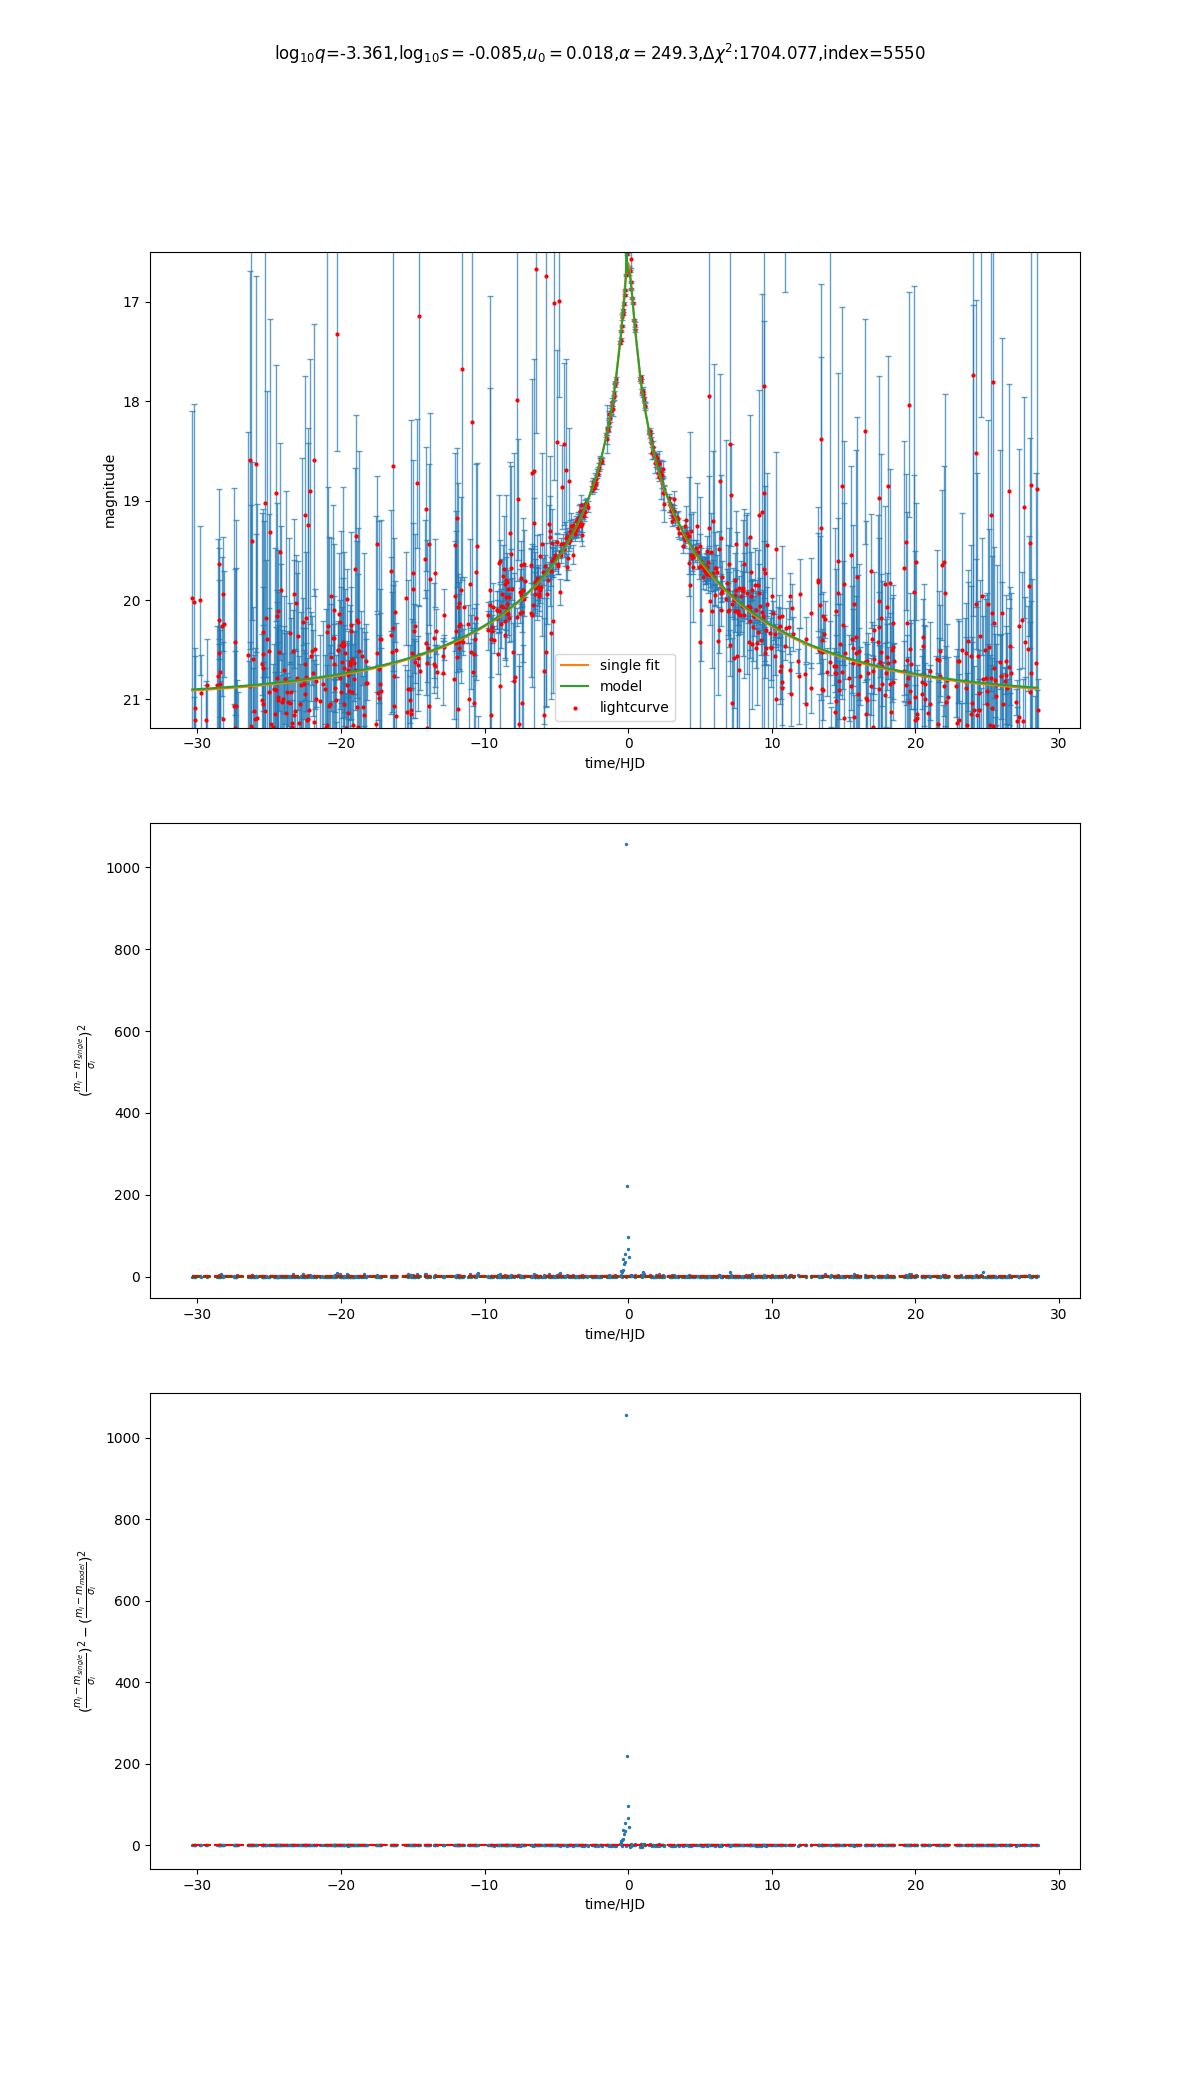 log₁₀q=-3.361,log₁₀s = -0.085,u₀ = 0.018,α = 249.3,Δχ²:1704.077,index=5550
17
18
19
20
21
magnitude
single fit
model
lightcurve
−30 −20 −10 0 10 20 30
time/HJD
1000
800
600
400
200
0
((mᵢ − m_single)/σᵢ)²
−30 −20 −10 0 10 20 30
time/HJD
1000
800
600
400
200
0
((mᵢ − m_single)/σᵢ)² − ((mᵢ − m_model)/σᵢ)²
−30 −20 −10 0 10 20 30
time/HJD